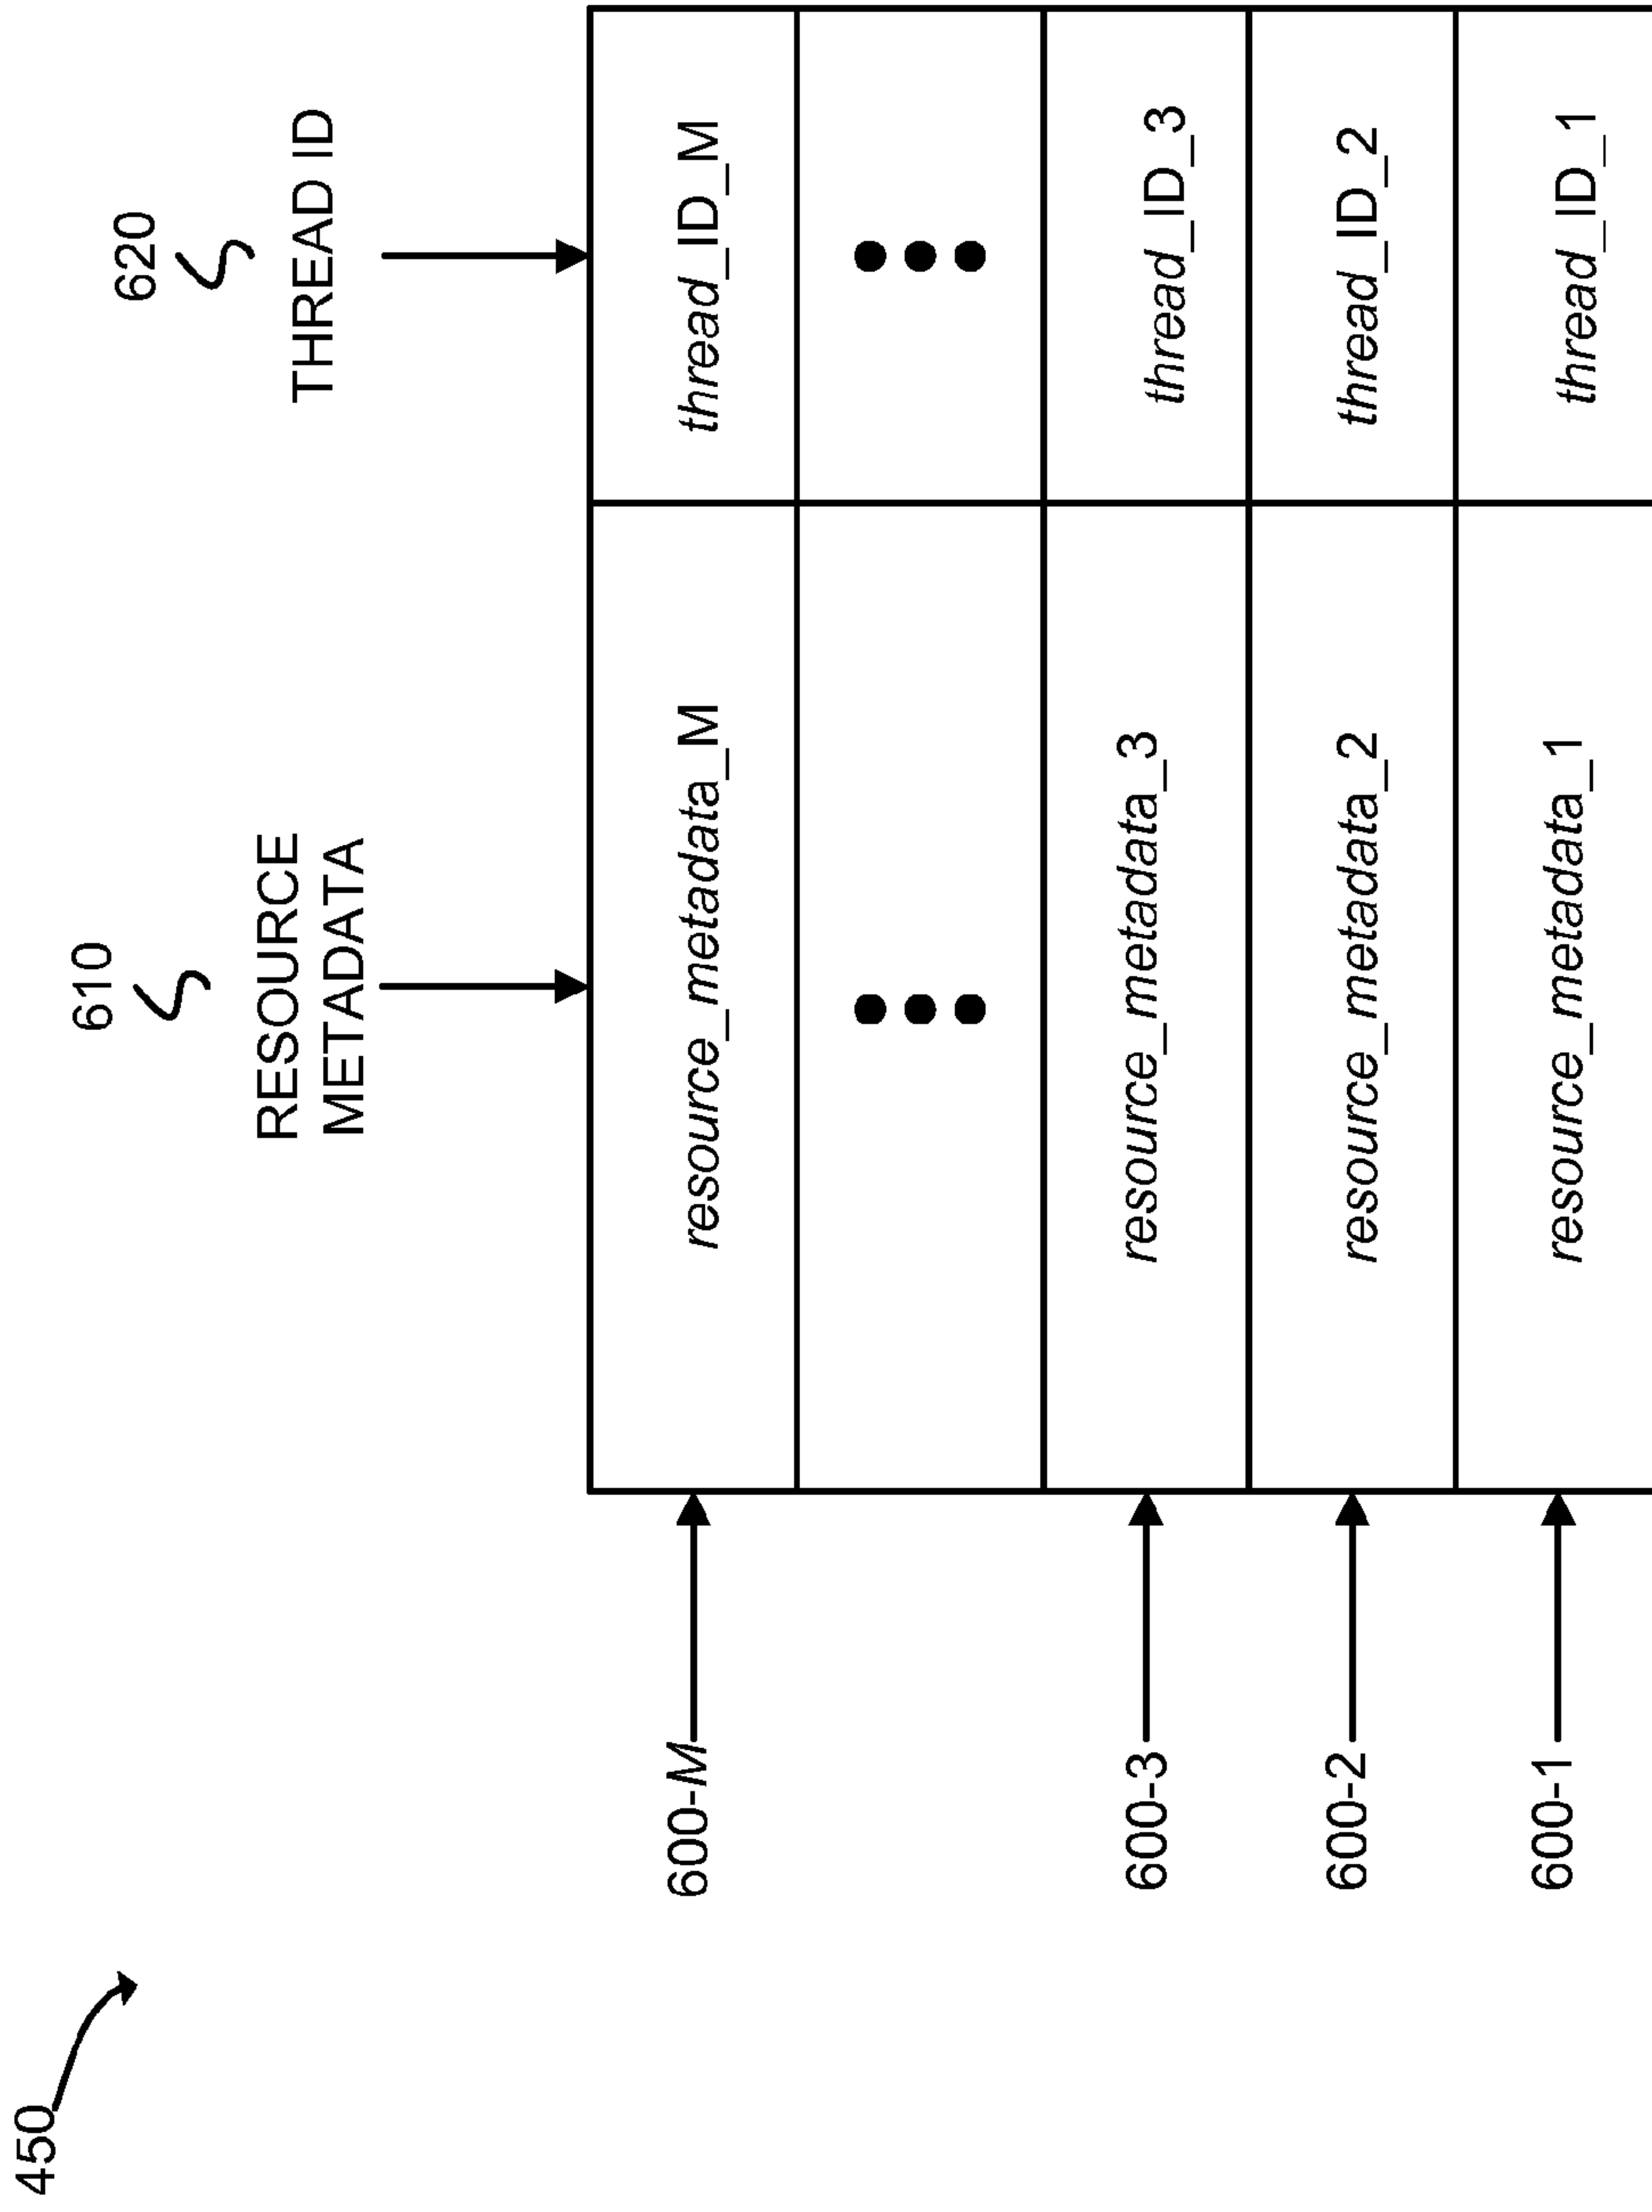 450
610
620
RESOURCE
METADATA
THREAD ID
600-M
resource_metadata_M
thread_ID_M
600-3
resource_metadata_3
thread_ID_3
600-2
resource_metadata_2
thread_ID_2
600-1
resource_metadata_1
thread_ID_1